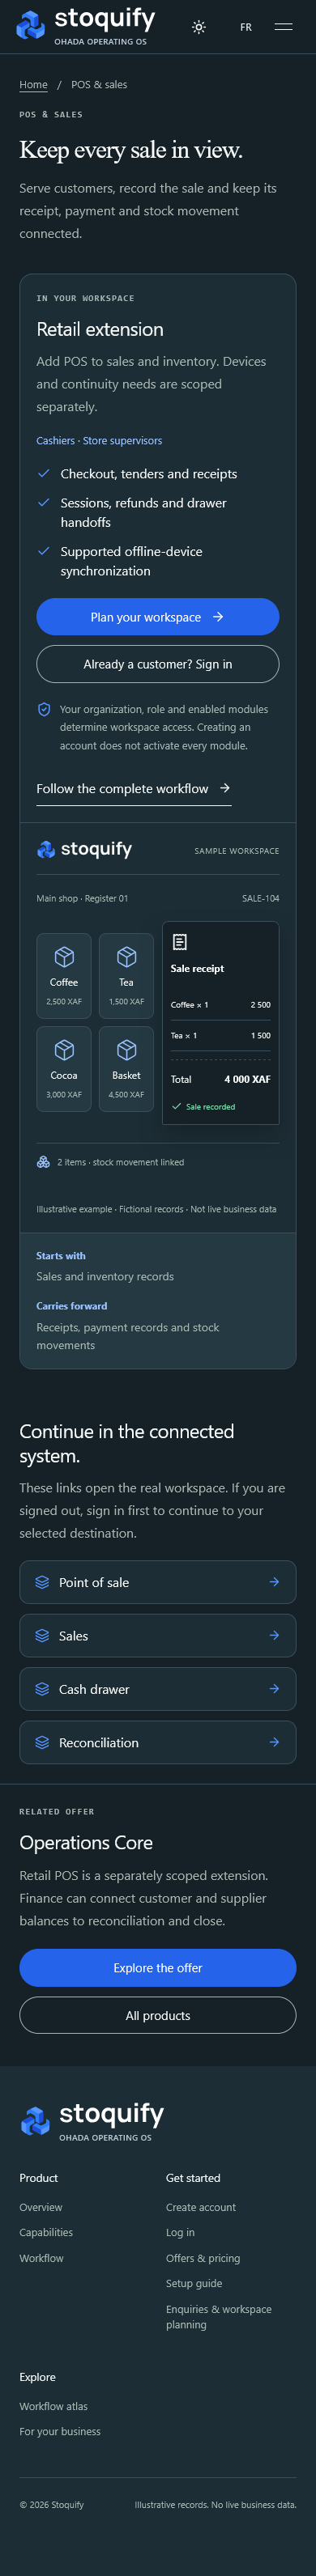 stoquify
OHADA OPERATING OS
FR
Home / POS & sales
POS & SALES
Keep every sale in view.
Serve customers, record the sale and keep its
receipt, payment and stock movement
connected.
IN YOUR WORKSPACE
Retail extension
Add POS to sales and inventory. Devices
and continuity needs are scoped
separately.
Cashiers · Store supervisors
Checkout, tenders and receipts
Sessions, refunds and drawer
handoffs
Supported offline-device
synchronization
Plan your workspace
Already a customer? Sign in
Your organization, role and enabled modules
determine workspace access. Creating an
account does not activate every module.
Follow the complete workflow
stoquify
SAMPLE WORKSPACE
Main shop · Register 01
SALE-104
Coffee
2,500 XAF
Tea
1,500 XAF
Cocoa
3,000 XAF
Basket
4,500 XAF
Sale receipt
Coffee × 1 2 500
Tea × 1 1 500
Total 4 000 XAF
Sale recorded
2 items · stock movement linked
Illustrative example · Fictional records · Not live business data
Starts with
Sales and inventory records
Carries forward
Receipts, payment records and stock
movements
Continue in the connected
system.
These links open the real workspace. If you are
signed out, sign in first to continue to your
selected destination.
Point of sale
Sales
Cash drawer
Reconciliation
RELATED OFFER
Operations Core
Retail POS is a separately scoped extension.
Finance can connect customer and supplier
balances to reconciliation and close.
Explore the offer
All products
stoquify
OHADA OPERATING OS
Product
Overview
Capabilities
Workflow
Get started
Create account
Log in
Offers & pricing
Setup guide
Enquiries & workspace
planning
Explore
Workflow atlas
For your business
© 2026 Stoquify
Illustrative records. No live business data.